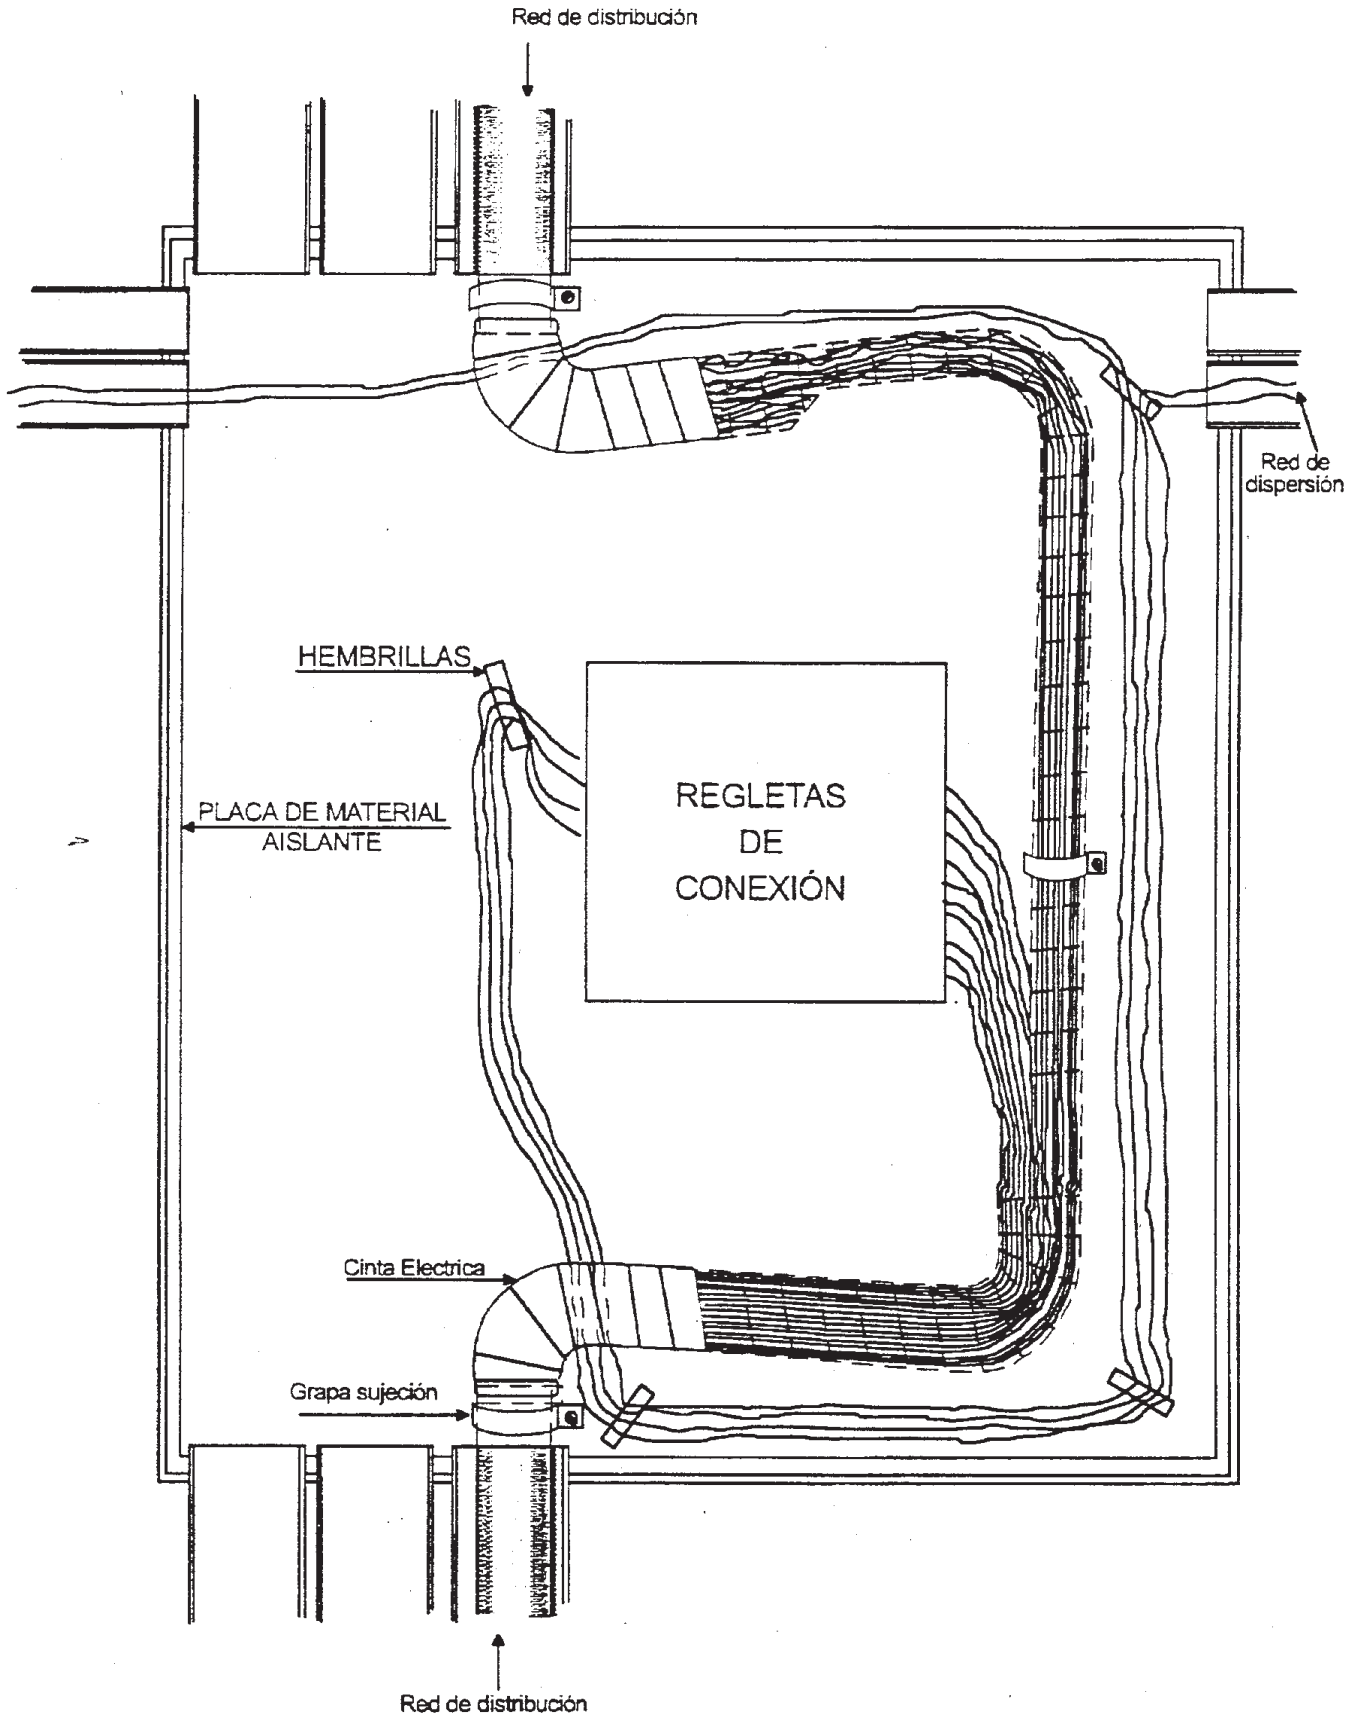 Red de distribución
Red de
dispersión
HEMBRILLAS
PLACA DE MATERIAL
AISLANTE
REGLETAS
DE
CONEXIÓN
Cinta Electrica
Grapa sujeción
Red de distribución